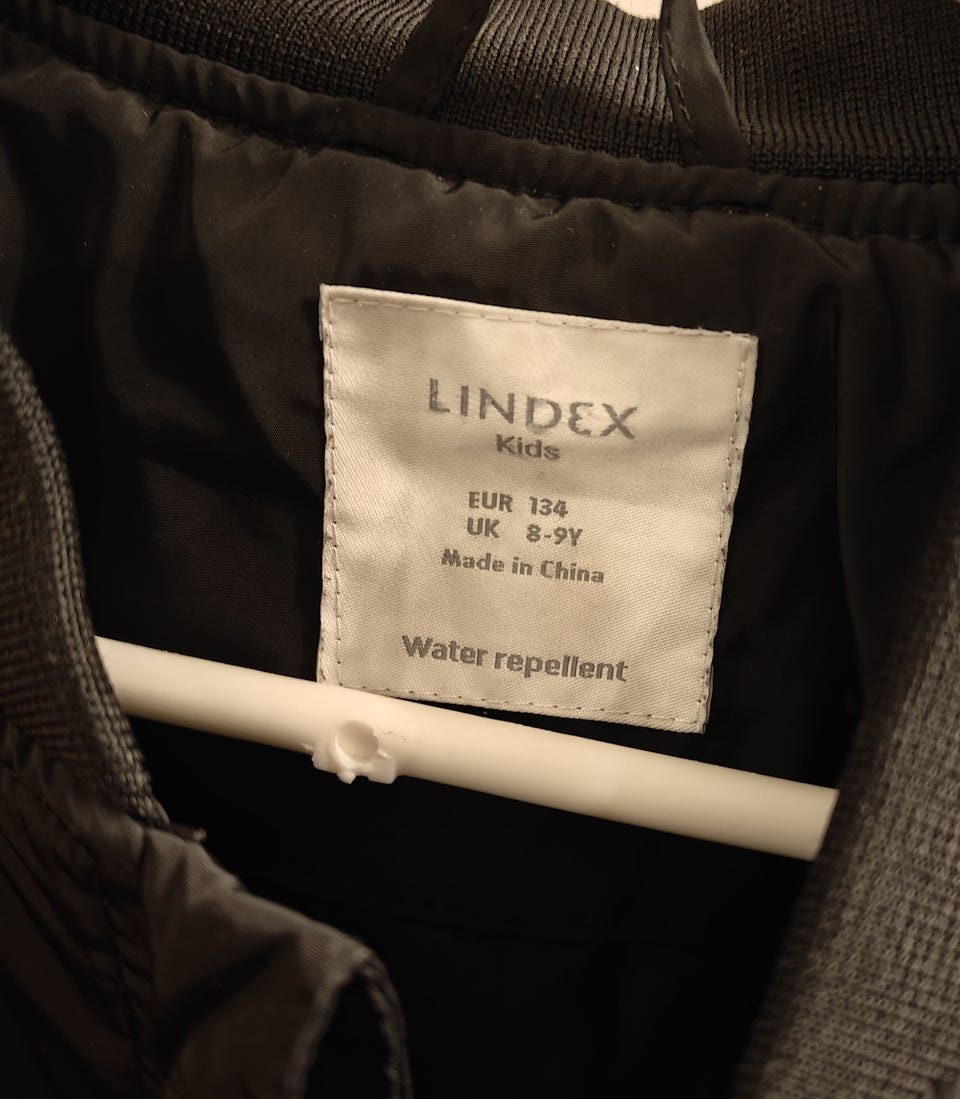 LINDEX
Kids
EUR 134
UK 8-9Y
Made in China
Water repellent